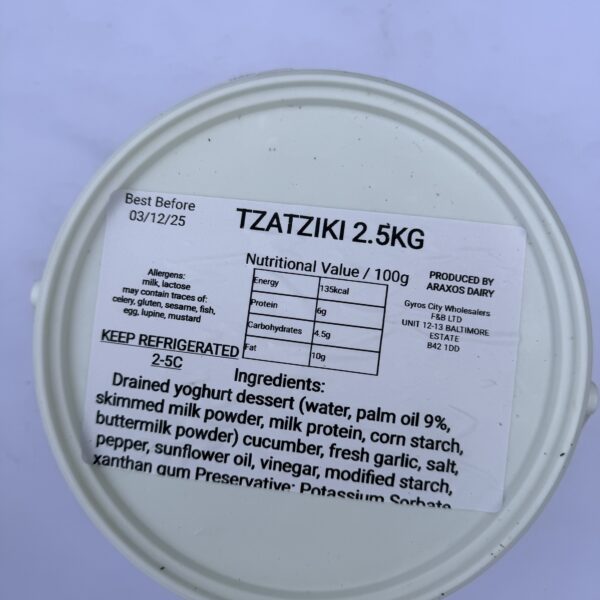 Best Before
03/12/25
TZATZIKI 2.5KG
Allergens:
milk, lactose
may contain traces of:
celery, gluten, sesame, fish,
egg, lupine, mustard
KEEP REFRIGERATED
2-5C
Nutritional Value / 100g
Energy 135kcal
Protein 6g
Carbohydrates 4.5g
Fat 10g
PRODUCED BY
ARAXOS DAIRY
Gyros City Wholesalers
F&B LTD
UNIT 12-13 BALTIMORE
ESTATE
B42 1DD
Ingredients:
Drained yoghurt dessert (water, palm oil 9%,
skimmed milk powder, milk protein, corn starch,
buttermilk powder) cucumber, fresh garlic, salt,
pepper, sunflower oil, vinegar, modified starch,
xanthan gum Preservative: Potassium Sorbate